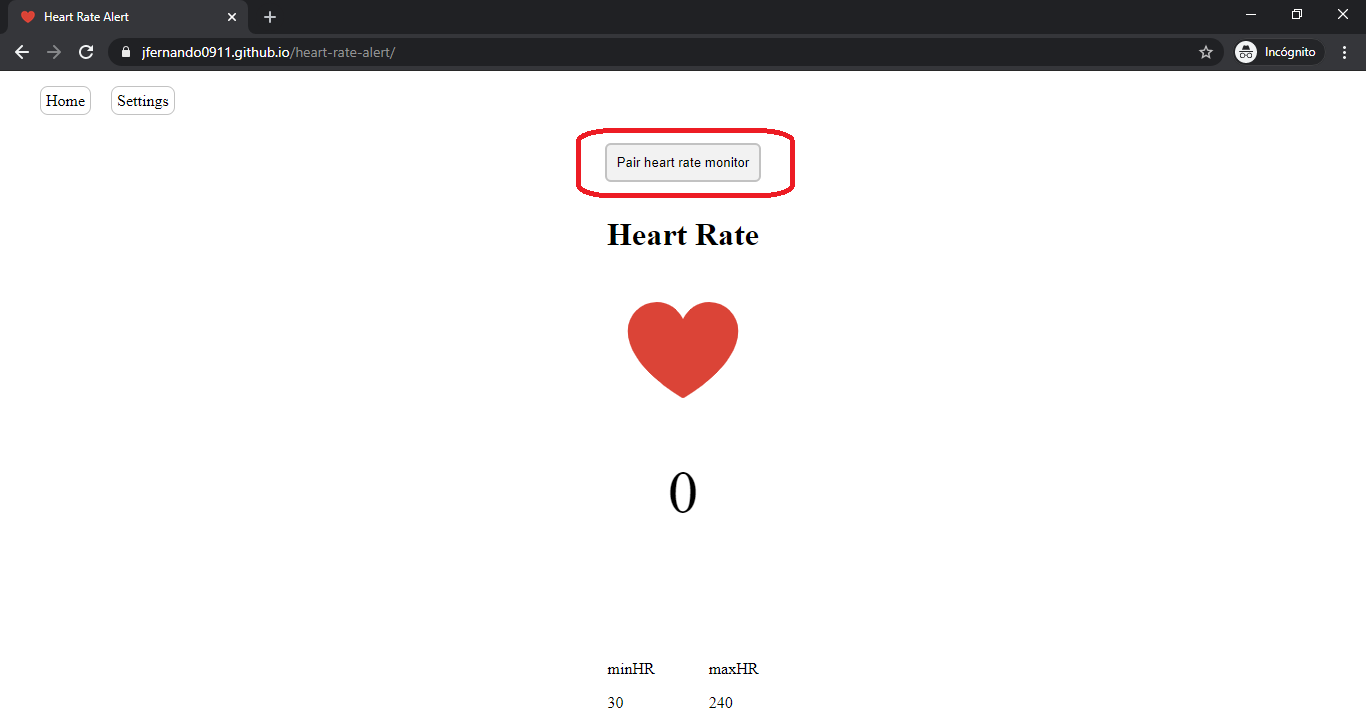 Heart Rate Alert
jfernando0911.github.io/heart-rate-alert/
Incógnito
Home Settings
Pair heart rate monitor
Heart Rate
0
minHR maxHR
30 240